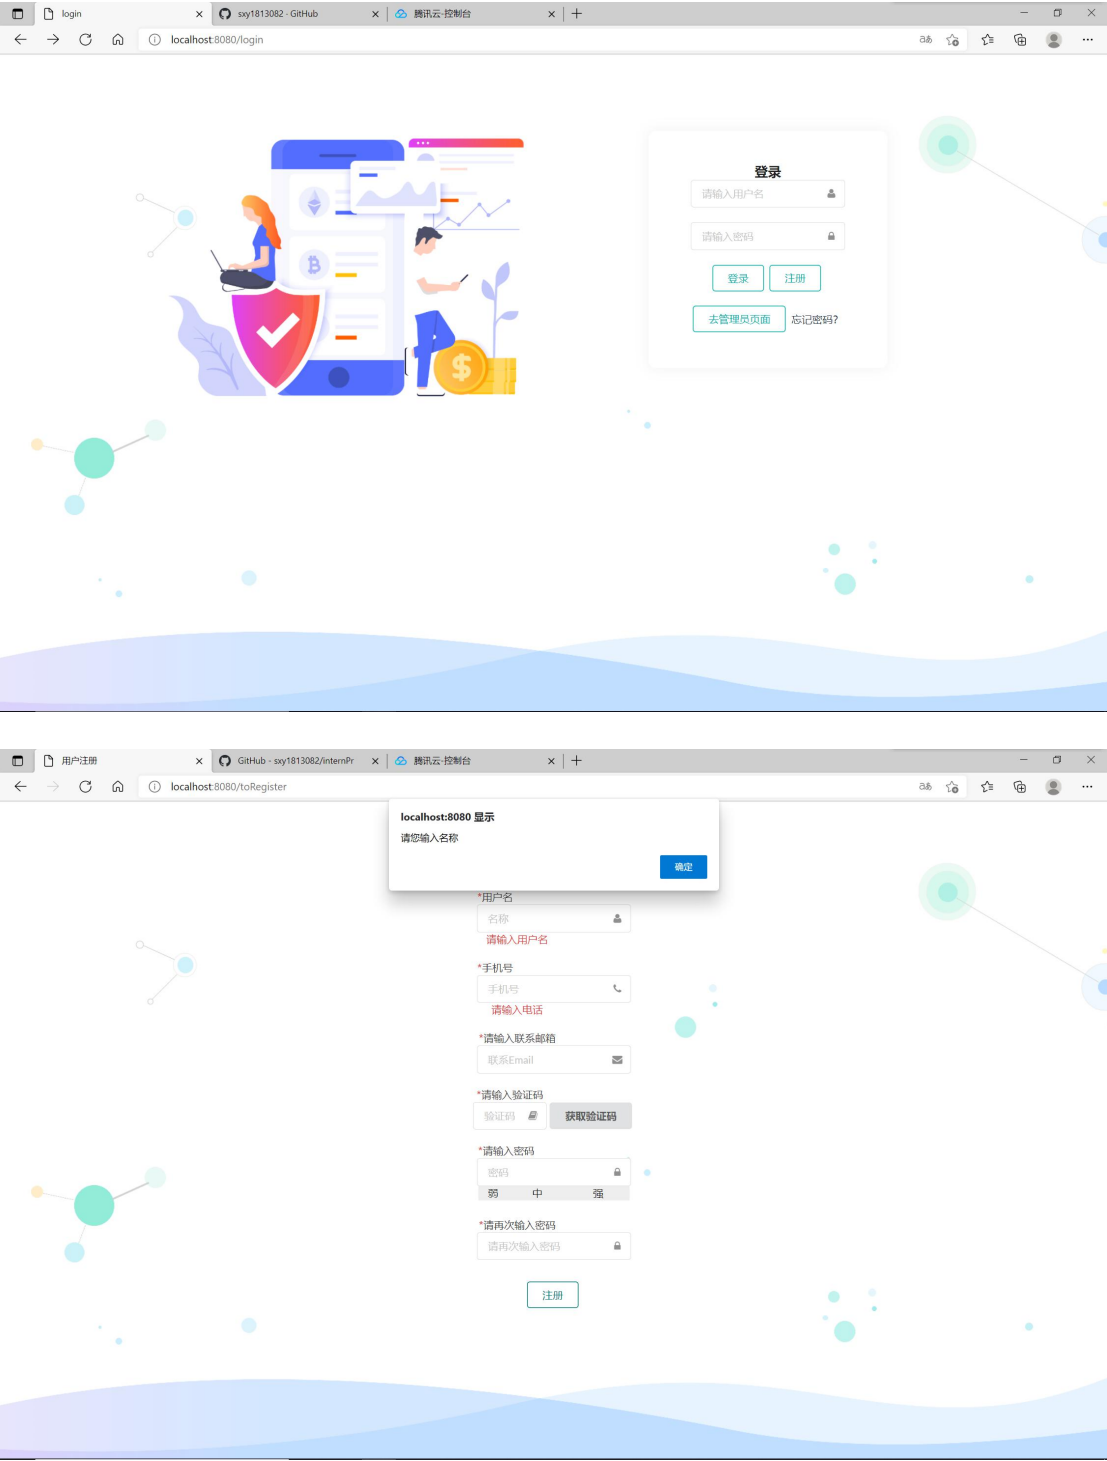 login
sxy1813082 · GitHub
腾讯云-控制台
localhost:8080/login
登录
请输入用户名
请输入密码
登录 注册
去管理员页面 忘记密码?
用户注册
GitHub - sxy1813082/internPr
腾讯云-控制台
localhost:8080/toRegister
localhost:8080 显示
请您输入名称
确定
*用户名
名称
请输入用户名
*手机号
手机号
请输入电话
*请输入联系邮箱
联系Email
*请输入验证码
验证码 获取验证码
*请输入密码
密码
弱 中 强
*请再次输入密码
请再次输入密码
注册